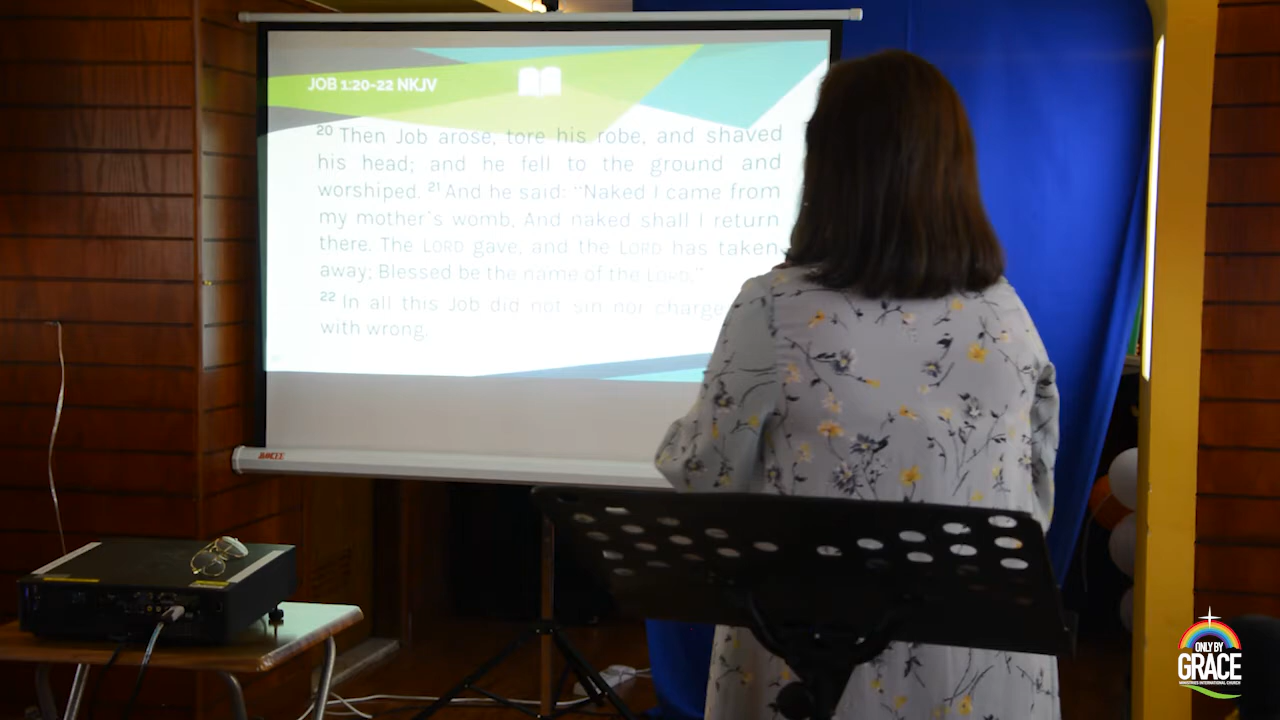 JOB 1:20-22 NKJV
20 Then Job arose, tore his robe, and shaved
his head; and he fell to the ground and
worshiped. 21 And he said: "Naked I came from
my mother's womb, And naked shall I return
there. The LORD gave, and the LORD has taken
away; Blessed be the name of the LORD."
22 In all this Job did not sin nor charge
with wrong.
ONLY BY
GRACE
MINISTRIES INTERNATIONAL CHURCH